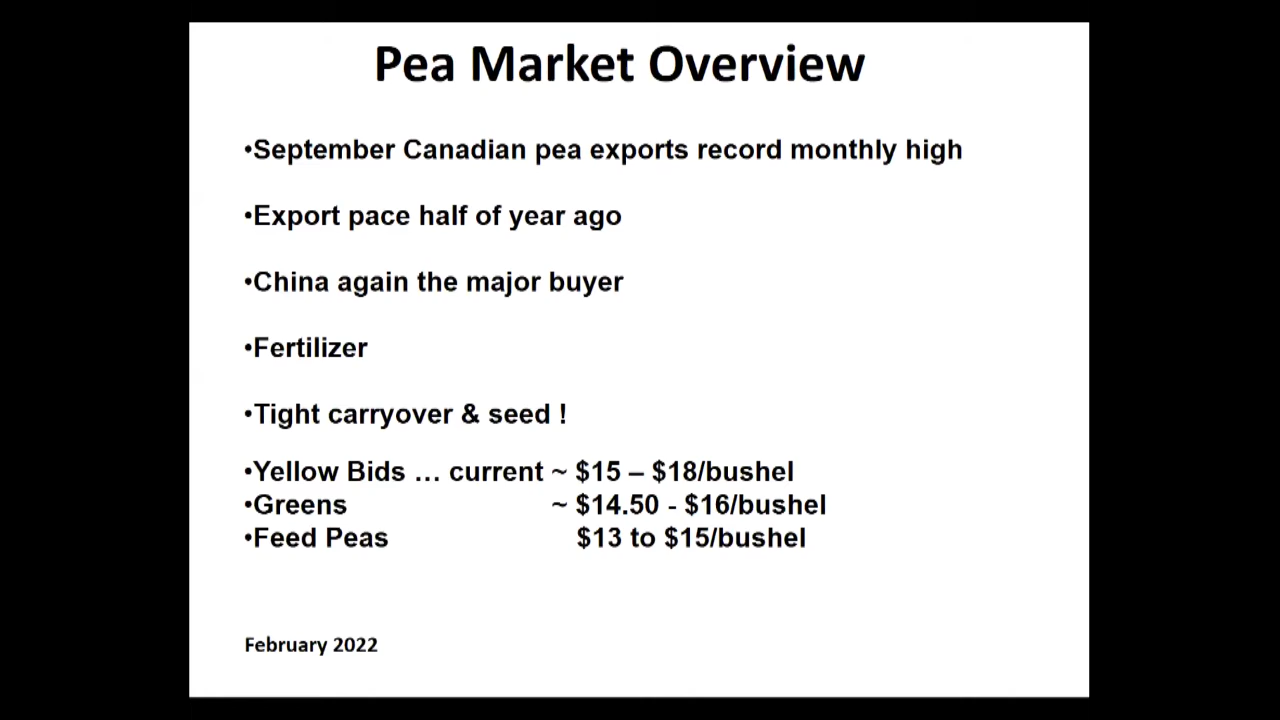 Pea Market Overview
•September Canadian pea exports record monthly high
•Export pace half of year ago
•China again the major buyer
•Fertilizer
•Tight carryover & seed !
•Yellow Bids … current ~ $15 – $18/bushel
•Greens ~ $14.50 - $16/bushel
•Feed Peas $13 to $15/bushel
February 2022